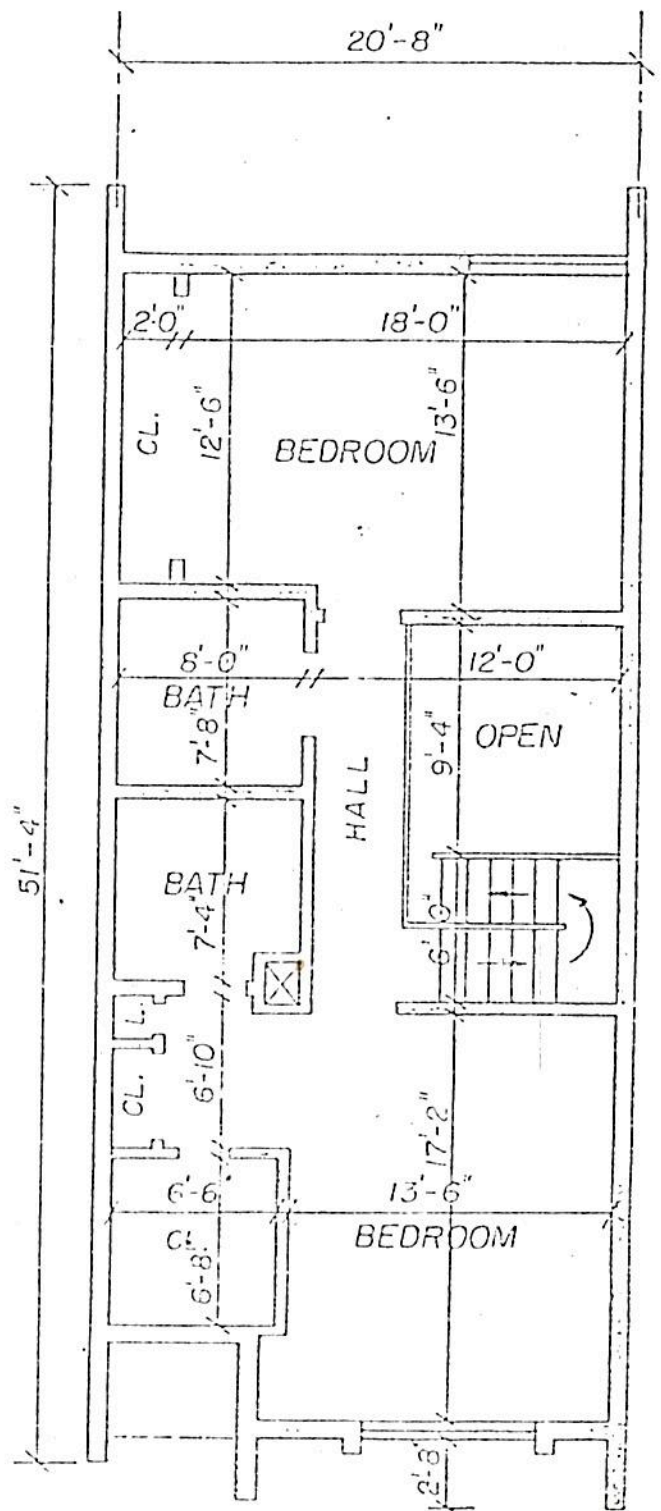 20'-8"
2'0"
18'-0"
CL.
12'-6"
13'-6"
BEDROOM
8'-0"
12'-0"
BATH
7'-8"
HALL
9'-4"
OPEN
51'-4"
BATH
7'-4"
6'-0"
L.
CL.
6'-10"
17'-2"
6'-6"
13'-6"
CL.
BEDROOM
6'-8"
2'-8"